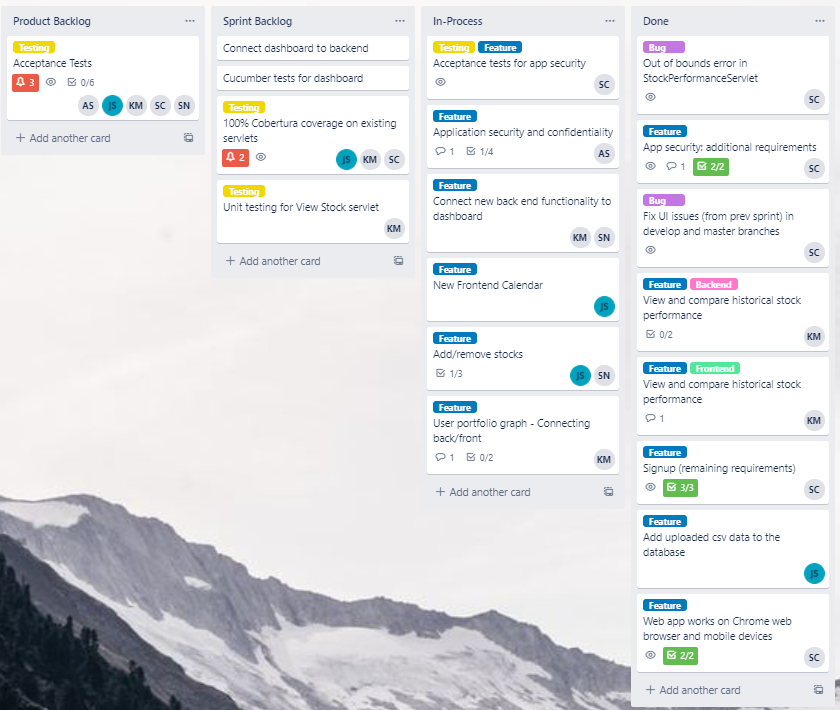 Product Backlog
Testing
Acceptance Tests
3 0/6
AS JS KM SC SN
+ Add another card
Sprint Backlog
Connect dashboard to backend
Cucumber tests for dashboard
Testing
100% Cobertura coverage on existing
servlets
2
JS KM SC
Testing
Unit testing for View Stock servlet
KM
+ Add another card
In-Process
Testing Feature
Acceptance tests for app security
SC
Feature
Application security and confidentiality
1 1/4
AS
Feature
Connect new back end functionality to
dashboard
KM SN
Feature
New Frontend Calendar
JS
Feature
Add/remove stocks
1/3
JS SN
Feature
User portfolio graph - Connecting
back/front
1 0/2
KM
+ Add another card
Done
Bug
Out of bounds error in
StockPerformanceServlet
SC
Feature
App security: additional requirements
1 2/2
SC
Bug
Fix UI issues (from prev sprint) in
develop and master branches
SC
Feature Backend
View and compare historical stock
performance
0/2
KM
Feature Frontend
View and compare historical stock
performance
1
KM
Feature
Signup (remaining requirements)
3/3
SC
Feature
Add uploaded csv data to the
database
JS
Feature
Web app works on Chrome web
browser and mobile devices
2/2
SC
+ Add another card